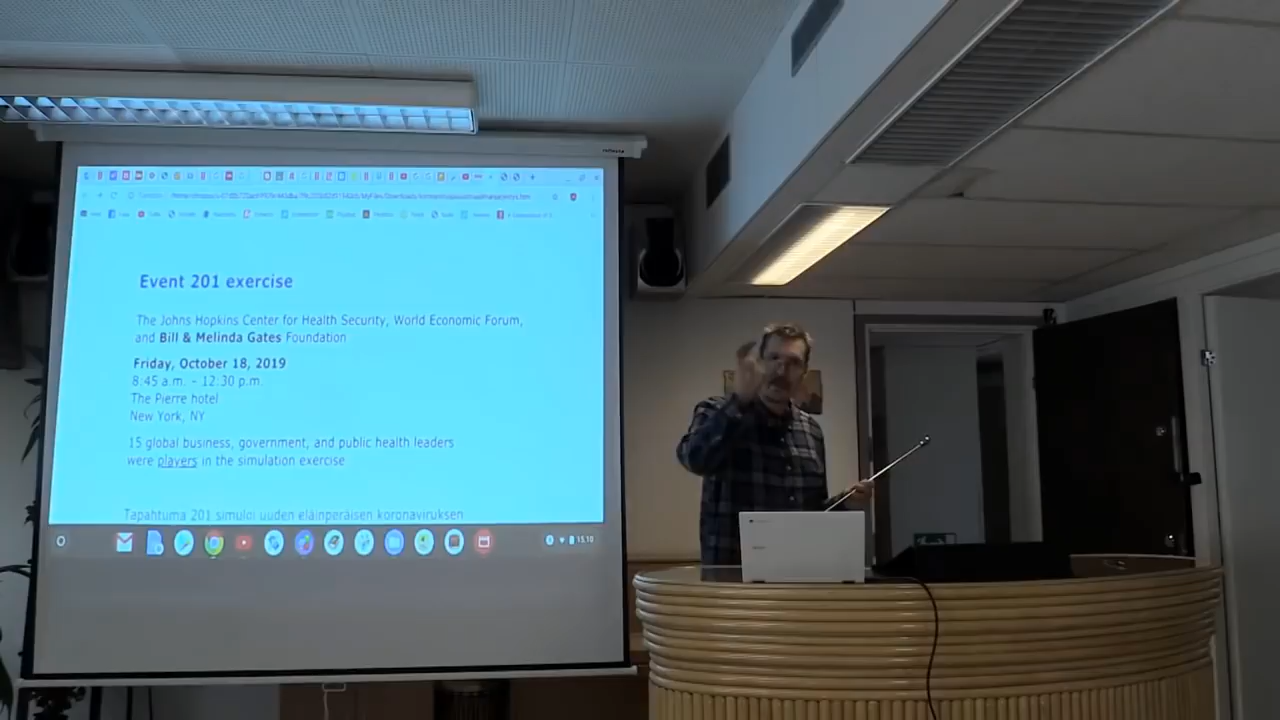 Event 201 exercise
The Johns Hopkins Center for Health Security, World Economic Forum,
and Bill & Melinda Gates Foundation
Friday, October 18, 2019
8:45 a.m. - 12:30 p.m.
The Pierre hotel
New York, NY
15 global business, government, and public health leaders
were players in the simulation exercise
Tapahtuma 201 simuloi uuden eläinperäisen koronaviruksen
15.10